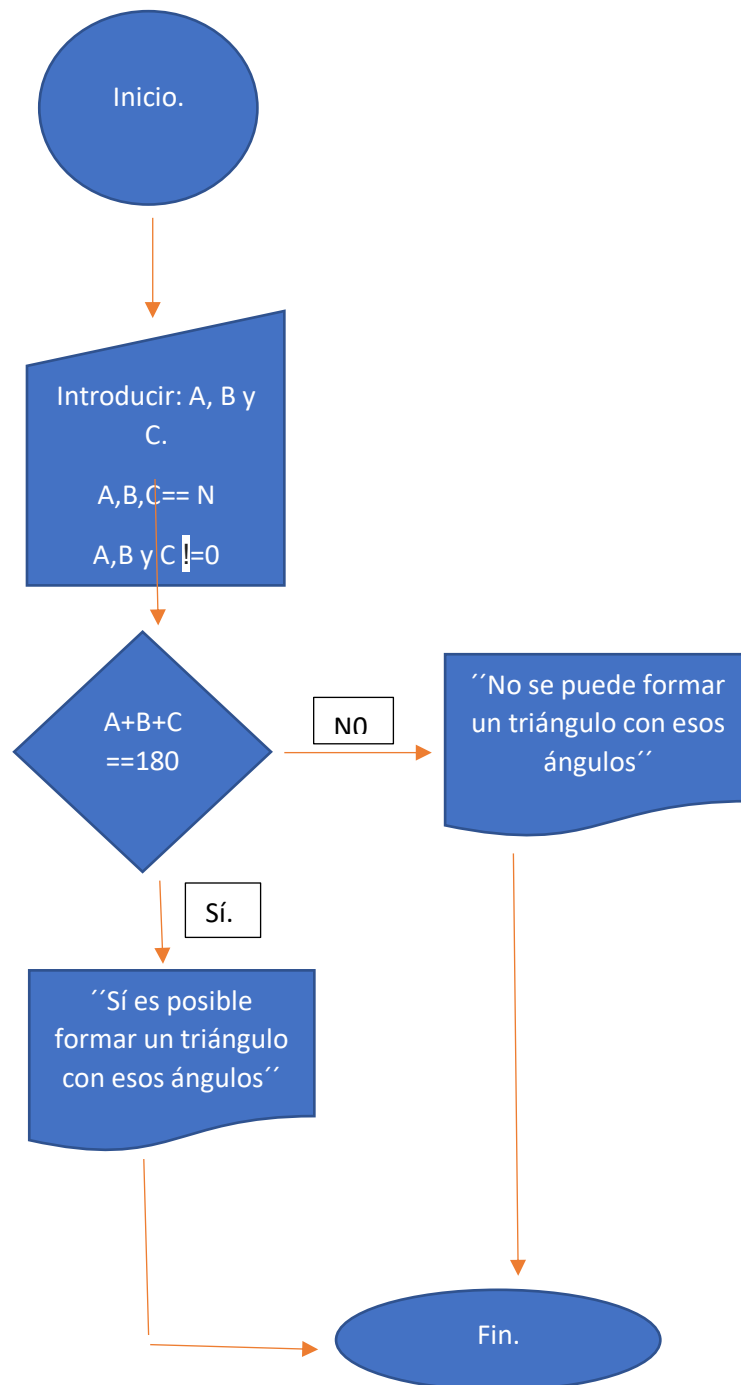 Inicio.
Introducir: A, B y
C.
A,B,C== N
A,B y C !=0
A+B+C
==180
N0
´´No se puede formar
un triángulo con esos
ángulos´´
Sí.
´´Sí es posible
formar un triángulo
con esos ángulos´´
Fin.